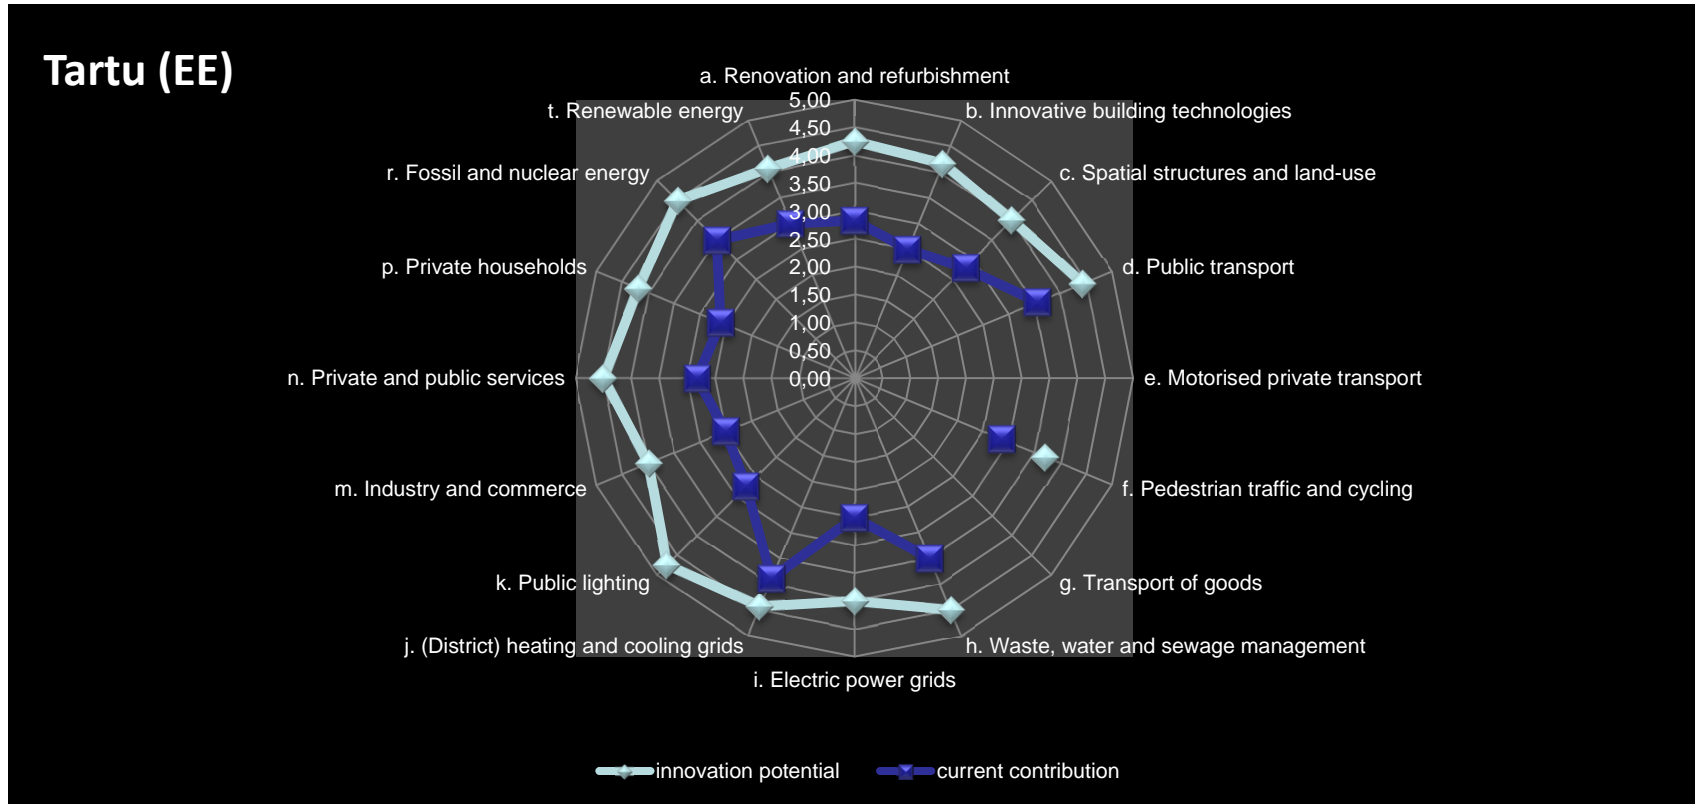 Tartu (EE)
a. Renovation and refurbishment
b. Innovative building technologies
c. Spatial structures and land-use
d. Public transport
e. Motorised private transport
f. Pedestrian traffic and cycling
g. Transport of goods
h. Waste, water and sewage management
i. Electric power grids
j. (District) heating and cooling grids
k. Public lighting
m. Industry and commerce
n. Private and public services
p. Private households
r. Fossil and nuclear energy
t. Renewable energy
5,00
4,50
4,00
3,50
3,00
2,50
2,00
1,50
1,00
0,50
0,00
innovation potential
current contribution